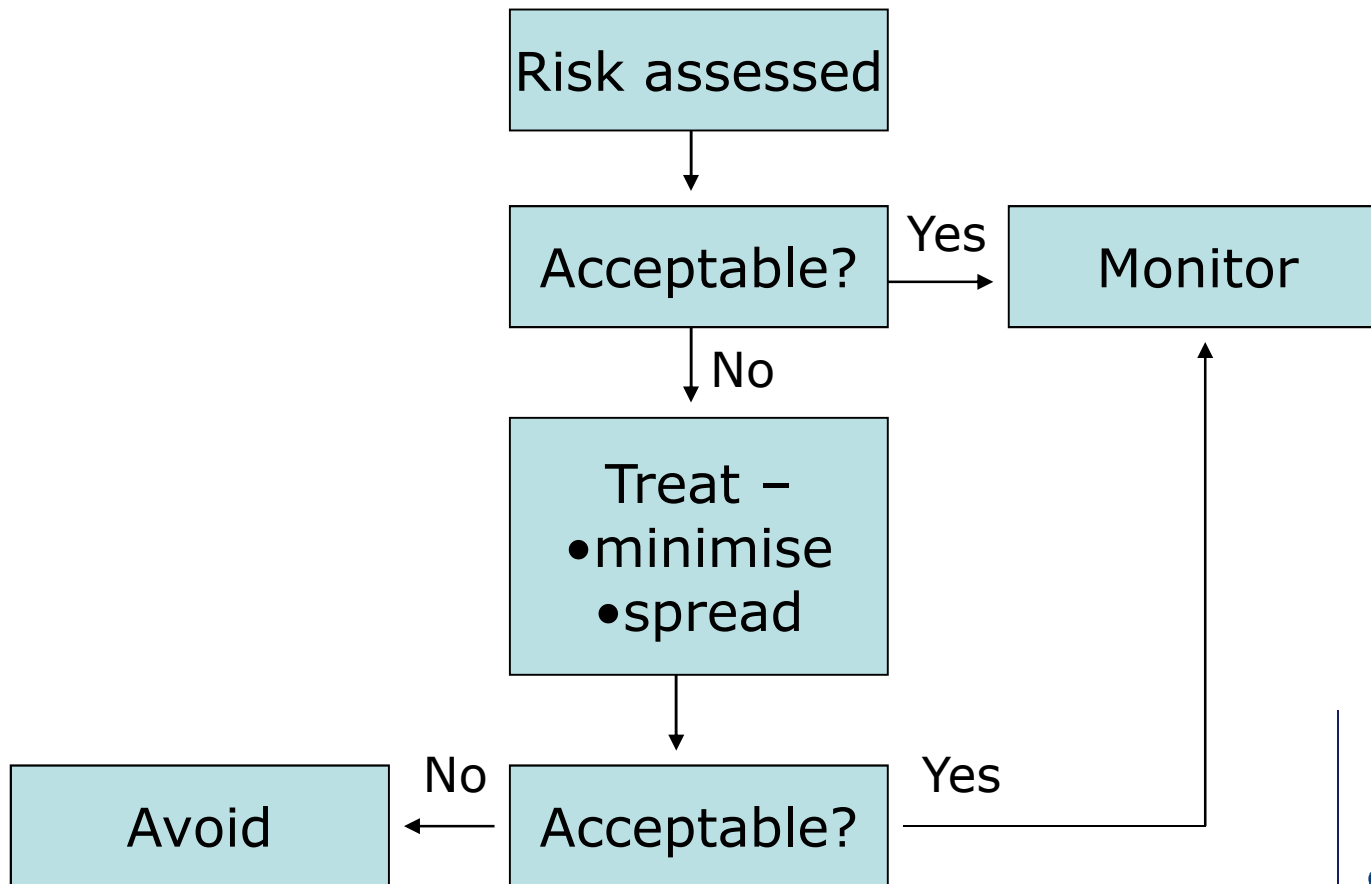 Risk assessed
Acceptable?
Yes
Monitor
No
Treat –
•minimise
•spread
No
Yes
Avoid
Acceptable?